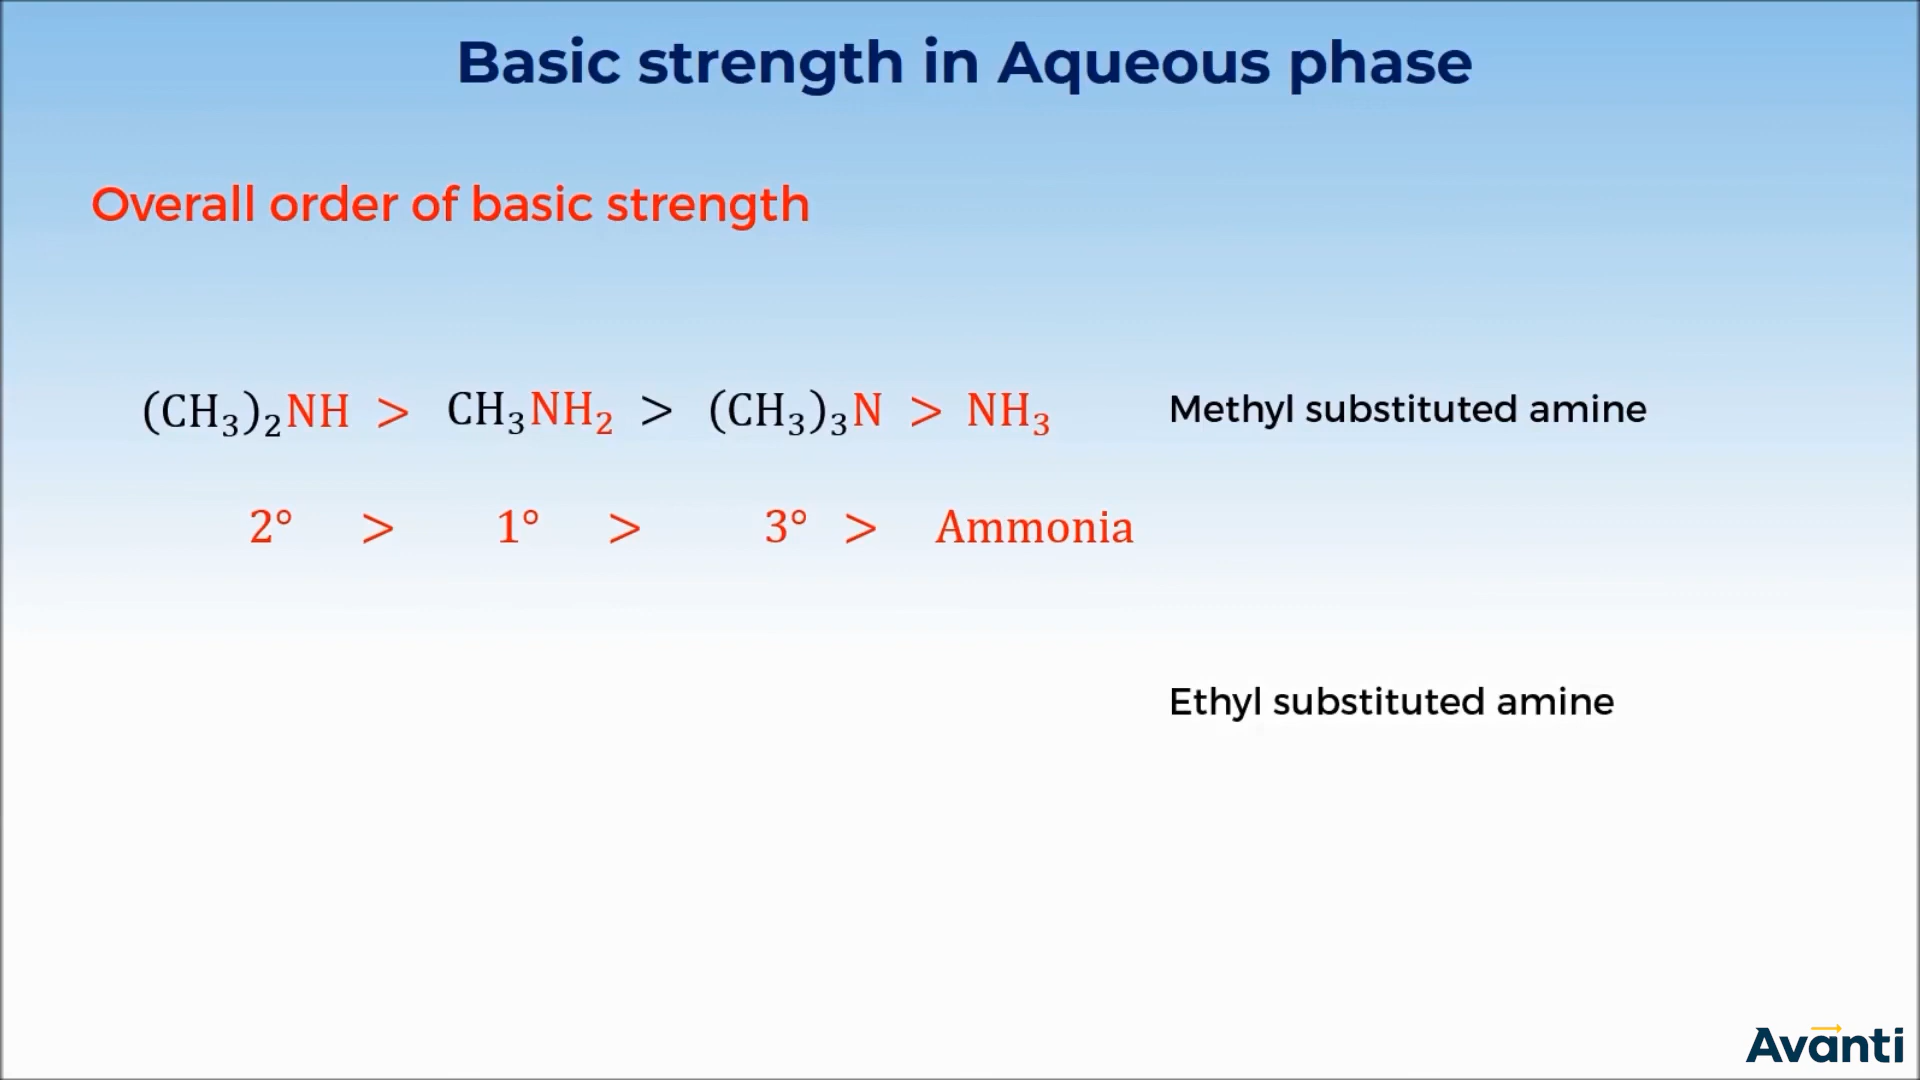 Basic strength in Aqueous phase
Overall order of basic strength
(CH₃)₂NH > CH₃NH₂ > (CH₃)₃N > NH₃ Methyl substituted amine
2° > 1° > 3° > Ammonia
Ethyl substituted amine
Avanti